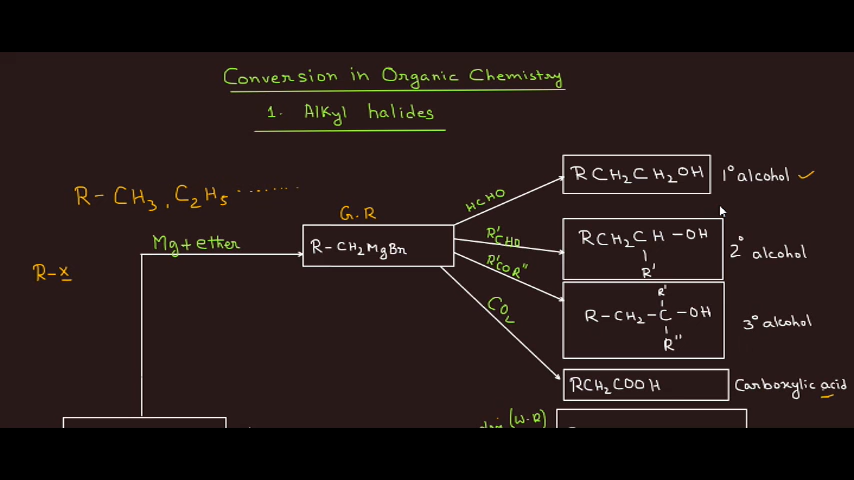 Conversion in Organic Chemistry
1. Alkyl halides
R - CH3, C2H5 ........
G.R
Mg+ether
R-x
R-CH2MgBr
HCHO
R'CHO
R'COR"
CO2
RCH2CH2OH
1° alcohol ✓
RCH2CH-OH
R'
2° alcohol
R'
R-CH2-C-OH
R"
3° alcohol
RCH2COOH
Carboxylic acid
(W.R)